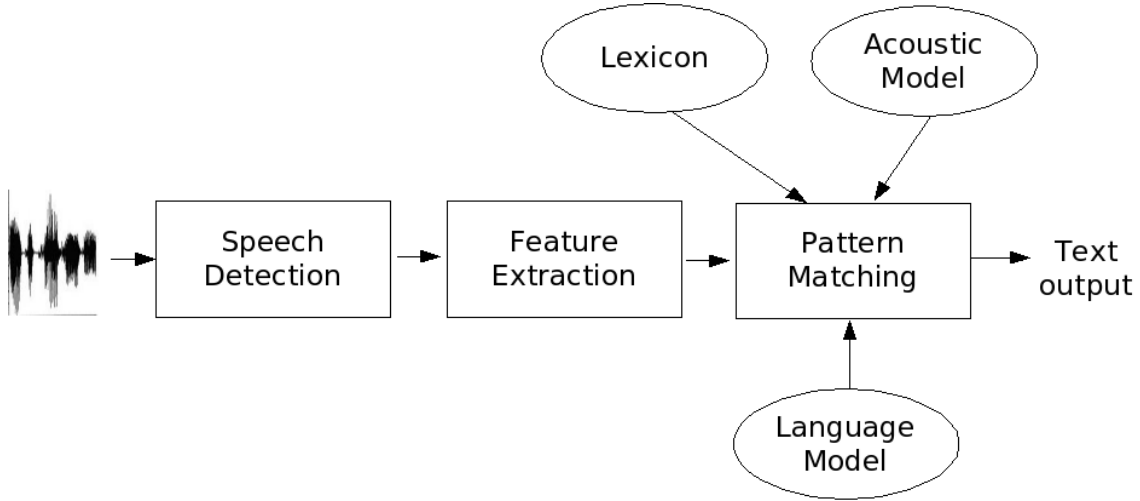 Lexicon
Acoustic
Model
Speech
Detection
Feature
Extraction
Pattern
Matching
Text
output
Language
Model